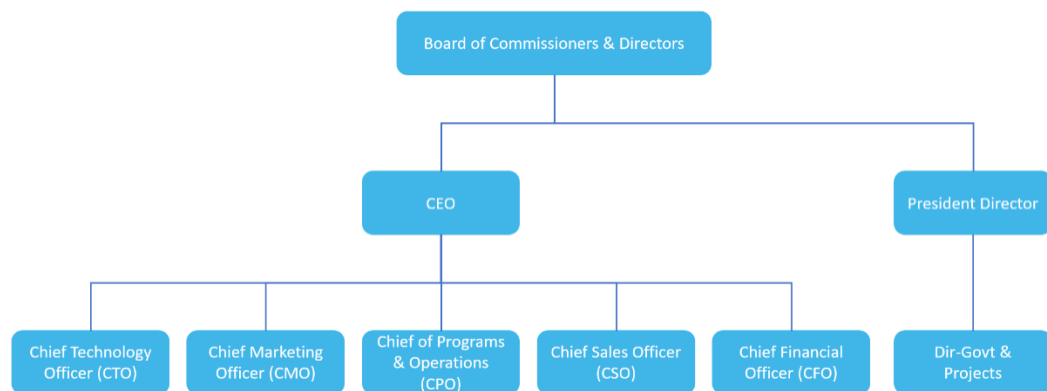 Board of Commissioners & Directors
CEO
President Director
Chief Technology
Officer (CTO)
Chief Marketing
Officer (CMO)
Chief of Programs
& Operations
(CPO)
Chief Sales Officer
(CSO)
Chief Financial
Officer (CFO)
Dir-Govt &
Projects